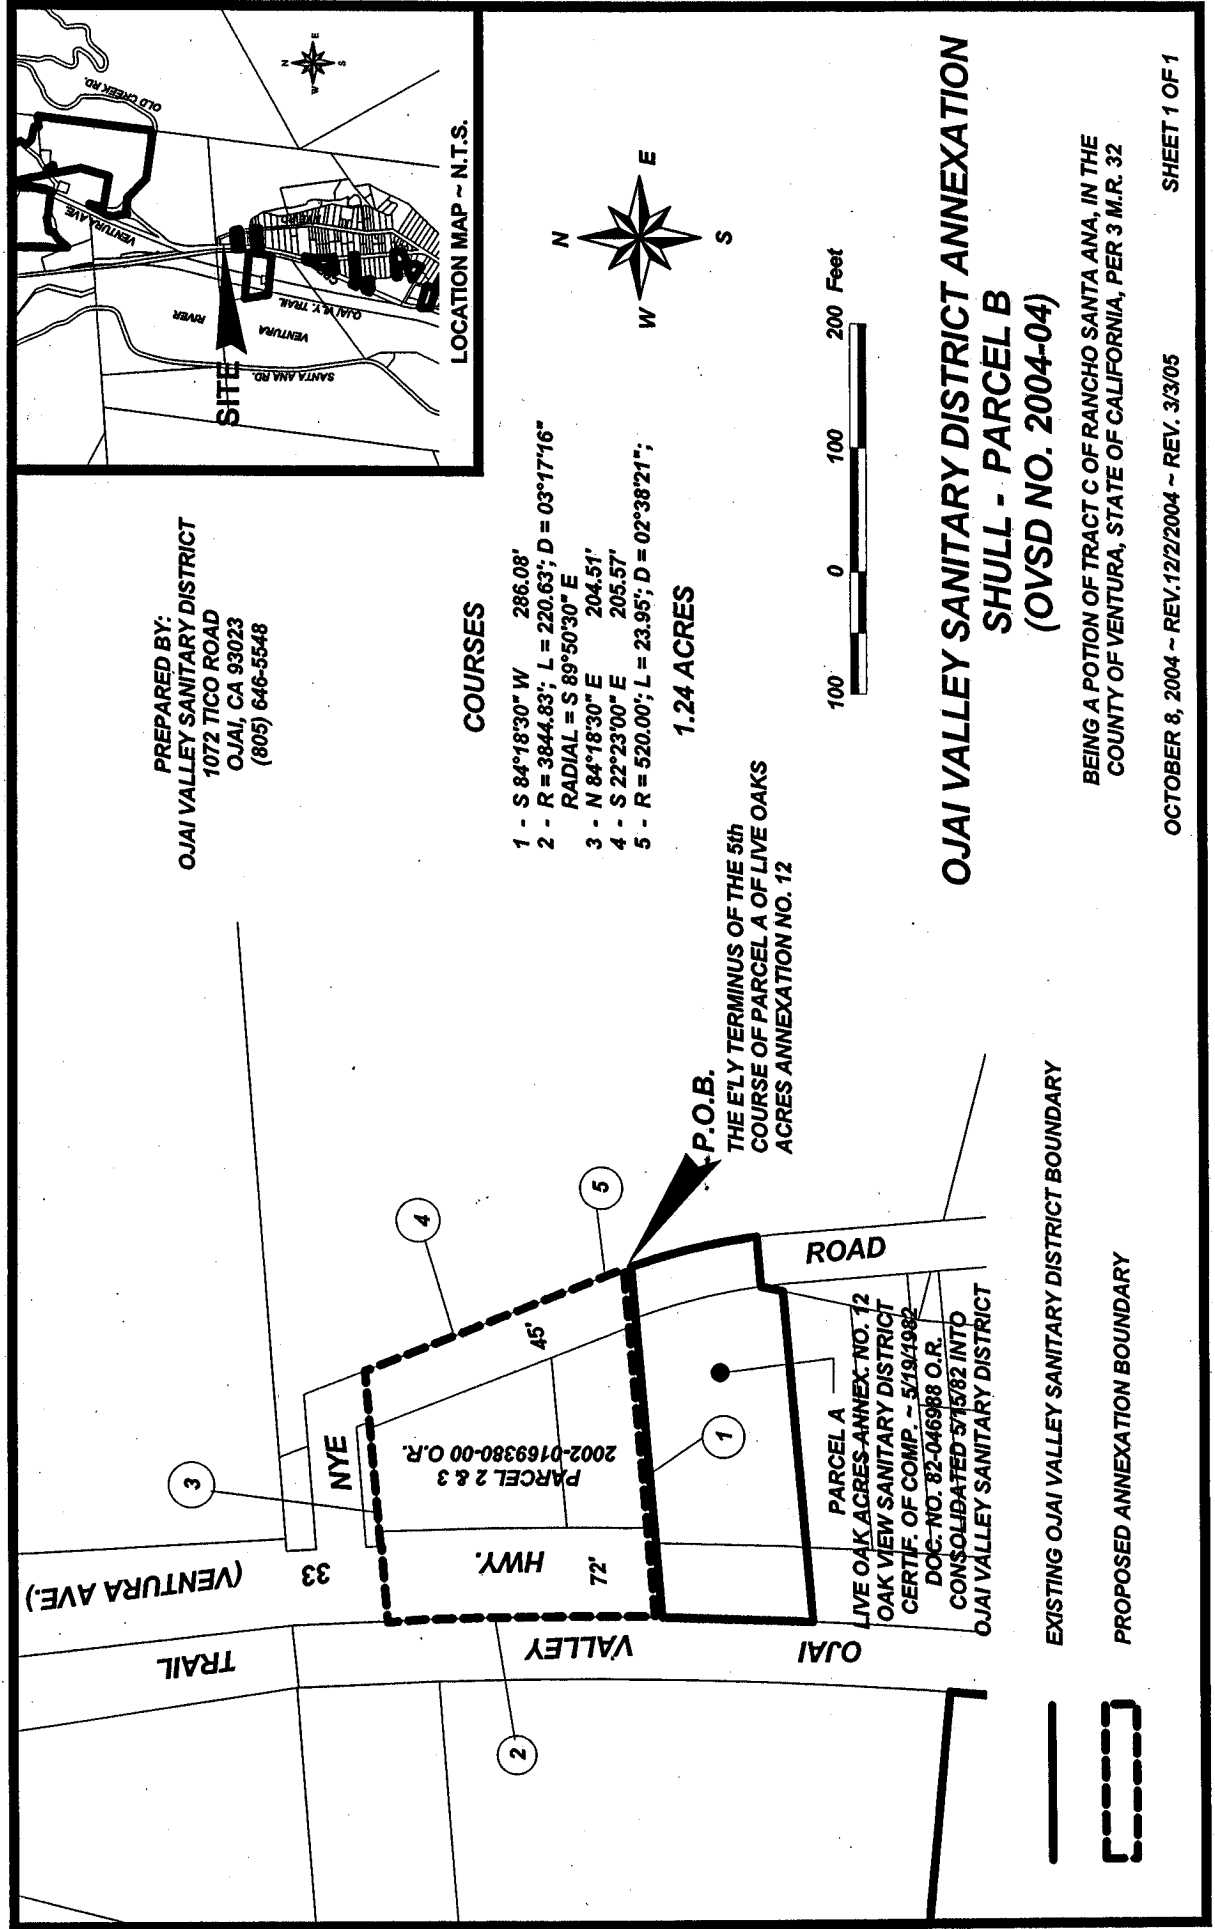 OLD CREEK RD.
VENTURA AVE.
OJAI VLY. TRAIL
VENTURA
RIVER
SANTA ANA RD.
SITE
N
E
S
W
LOCATION MAP ~ N.T.S.
PREPARED BY:
OJAI VALLEY SANITARY DISTRICT
1072 TICO ROAD
OJAI, CA 93023
(805) 646-5548
COURSES
1 - S 84°18'30" W 286.08'
2 - R = 3844.83'; L = 220.63'; D = 03°17'16"
RADIAL = S 89°50'30" E
3 - N 84°18'30" E 204.51'
4 - S 22°23'00" E 205.57'
5 - R = 520.00'; L = 23.95'; D = 02°38'21";
1.24 ACRES
N
E
S
W
100 0 100 200 Feet
(VENTURA AVE.)
TRAIL
33
NYE
3
4
5
2
1
45'
PARCEL 2 & 3
2002-0169380-00 O.R.
HWY.
72'
VALLEY
OJAI
ROAD
P.O.B.
THE E'LY TERMINUS OF THE 5th
COURSE OF PARCEL A OF LIVE OAKS
ACRES ANNEXATION NO. 12
PARCEL A
LIVE OAK ACRES ANNEX. NO. 12
OAK VIEW SANITARY DISTRICT
CERTIF. OF COMP. ~ 5/19/1982
DOC. NO. 82-046988 O.R.
CONSOLIDATED 5/15/82 INTO
OJAI VALLEY SANITARY DISTRICT
EXISTING OJAI VALLEY SANITARY DISTRICT BOUNDARY
PROPOSED ANNEXATION BOUNDARY
OJAI VALLEY SANITARY DISTRICT ANNEXATION
SHULL - PARCEL B
(OVSD NO. 2004-04)
BEING A POTION OF TRACT C OF RANCHO SANTA ANA, IN THE
COUNTY OF VENTURA, STATE OF CALIFORNIA, PER 3 M.R. 32
OCTOBER 8, 2004 ~ REV.12/2/2004 ~ REV. 3/3/05 SHEET 1 OF 1